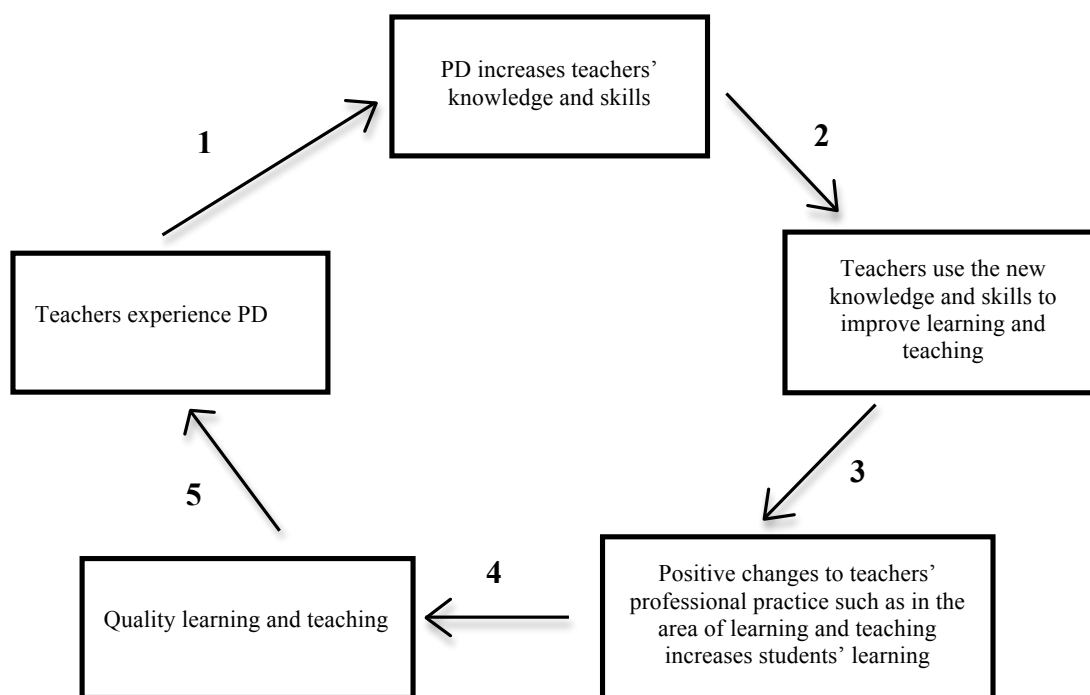 PD increases teachers’
knowledge and skills
1
2
Teachers experience PD
Teachers use the new
knowledge and skills to
improve learning and
teaching
5
3
Quality learning and teaching
4
Positive changes to teachers’
professional practice such as in the
area of learning and teaching
increases students’ learning